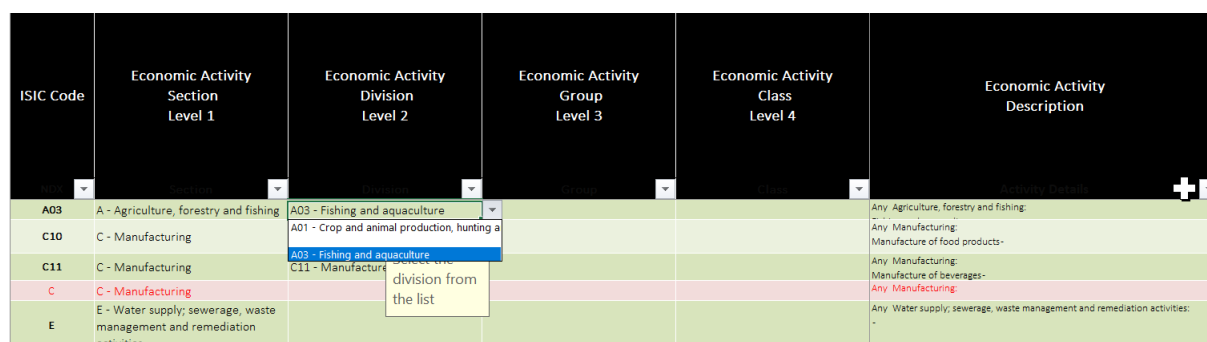 ISIC Code
Economic Activity
Section
Level 1
Economic Activity
Division
Level 2
Economic Activity
Group
Level 3
Economic Activity
Class
Level 4
Economic Activity
Description
NDX
Section
Division
Group
Class
Activity Details
A03
A - Agriculture, forestry and fishing
A03 - Fishing and aquaculture
Any Agriculture, forestry and fishing:
A01 - Crop and animal production, hunting a
A03 - Fishing and aquaculture
C10
C - Manufacturing
Any Manufacturing:
Manufacture of food products-
C11
C - Manufacturing
C11 - Manufacture
Any Manufacturing:
Manufacture of beverages-
Select the
division from
the list
C
C - Manufacturing
Any Manufacturing:
E
E - Water supply; sewerage, waste
management and remediation
Any Water supply; sewerage, waste management and remediation activities:
-